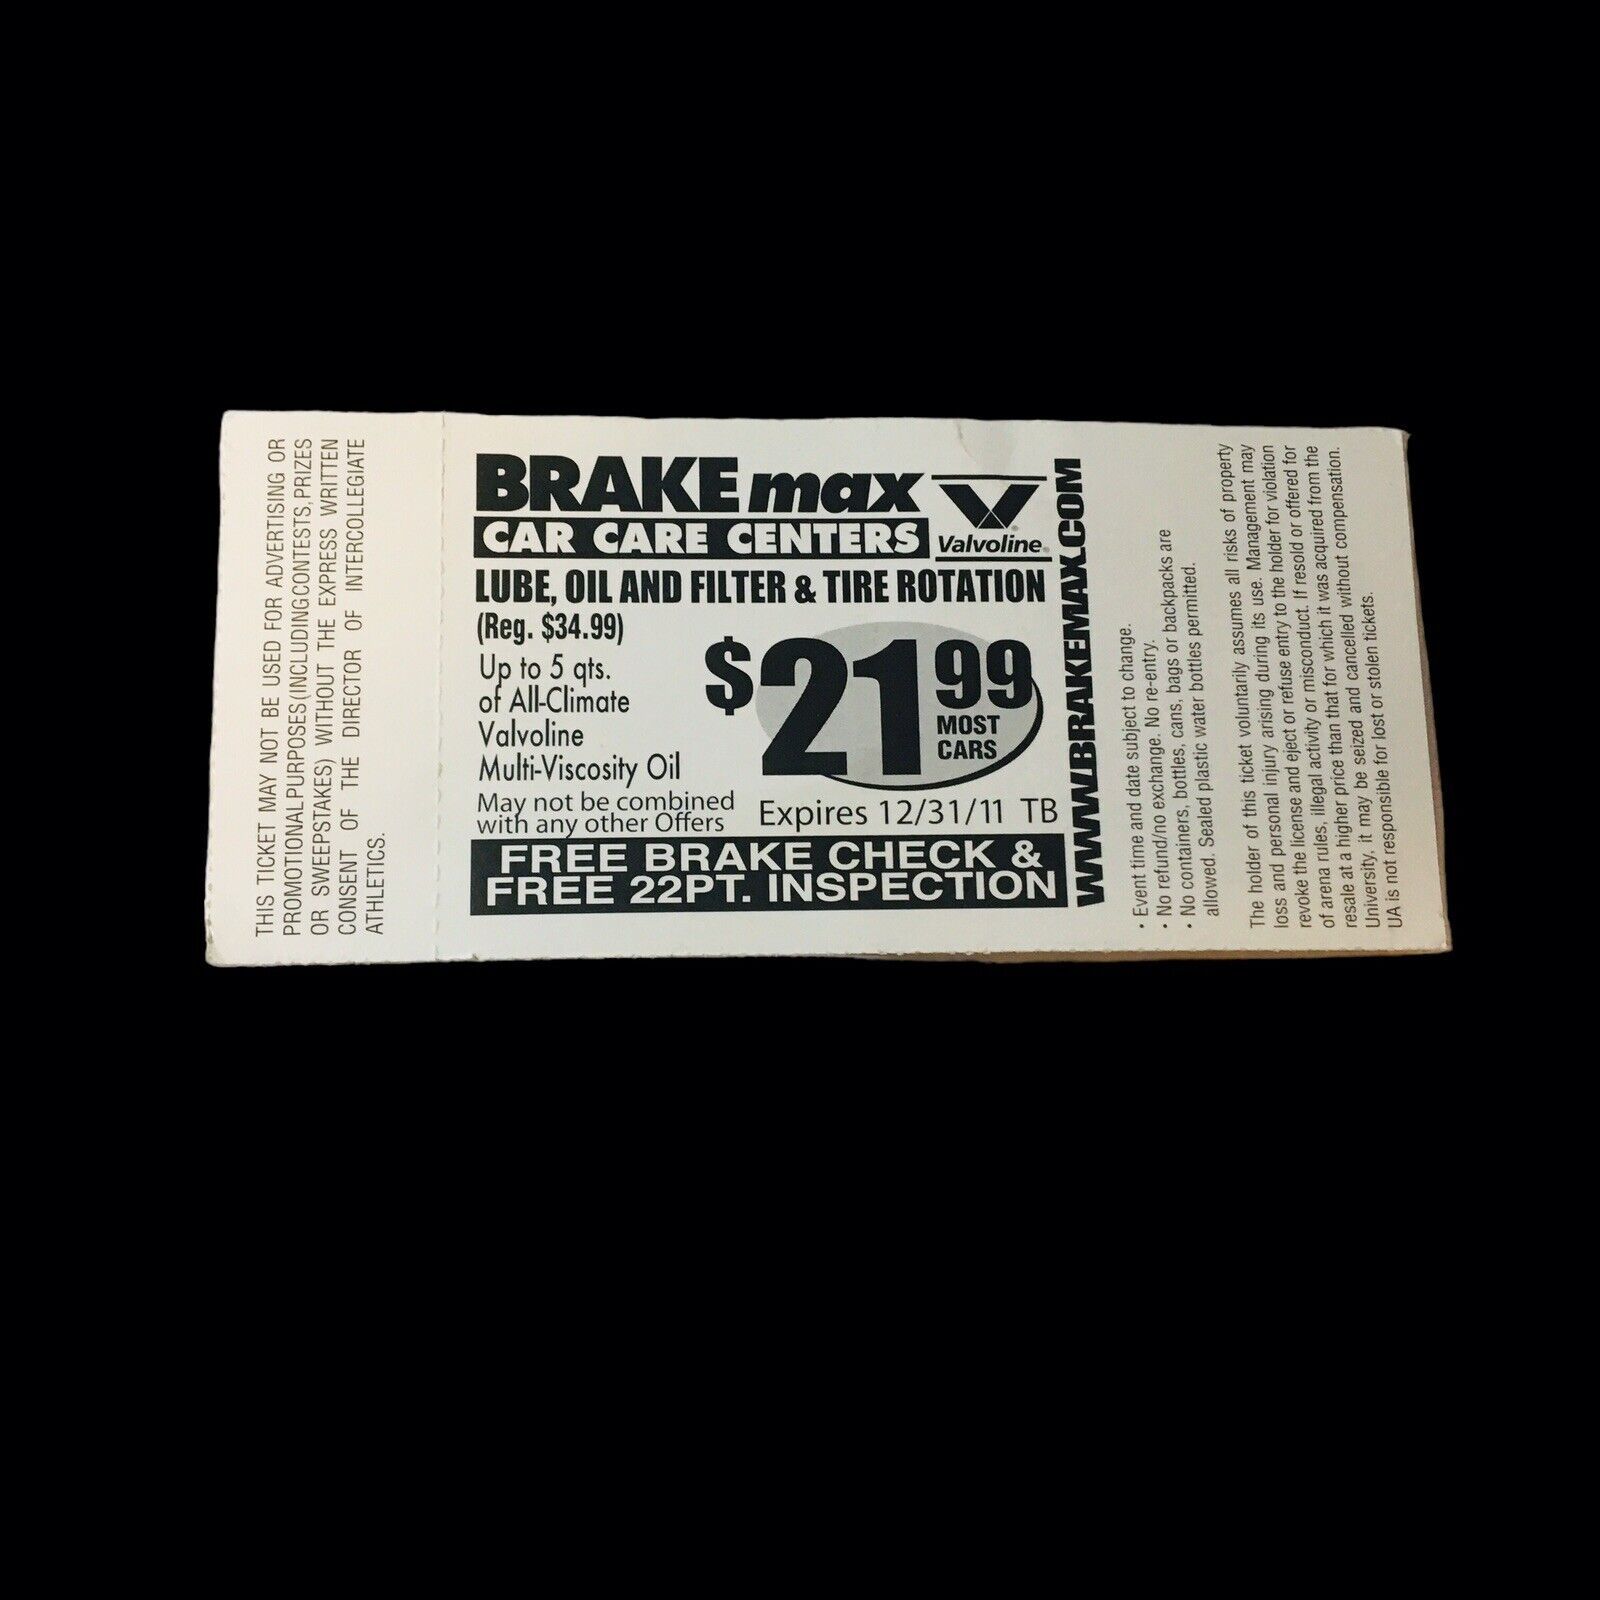 THIS TICKET MAY NOT BE USED FOR ADVERTISING OR
PROMOTIONAL PURPOSES (INCLUDING CONTESTS, PRIZES
OR SWEEPSTAKES) WITHOUT THE EXPRESS WRITTEN
CONSENT OF THE DIRECTOR OF INTERCOLLEGIATE
ATHLETICS.
BRAKE max
CAR CARE CENTERS
Valvoline®
LUBE, OIL AND FILTER & TIRE ROTATION
(Reg. $34.99)
Up to 5 qts.
of All-Climate
Valvoline
Multi-Viscosity Oil
$21 99
MOST
CARS
May not be combined
with any other Offers
Expires 12/31/11 TB
FREE BRAKE CHECK &
FREE 22PT. INSPECTION
WWW.BRAKEMAX.COM
• Event time and date subject to change.
• No refund/no exchange. No re-entry.
• No containers, bottles, cans, bags or backpacks are
allowed. Sealed plastic water bottles permitted.
The holder of this ticket voluntarily assumes all risks of property
loss and personal injury arising during its use. Management may
revoke the license and eject or refuse entry to the holder for violation
of arena rules, illegal activity or misconduct. If resold or offered for
resale at a higher price than that for which it was acquired from the
University, it may be seized and cancelled without compensation.
UA is not responsible for lost or stolen tickets.